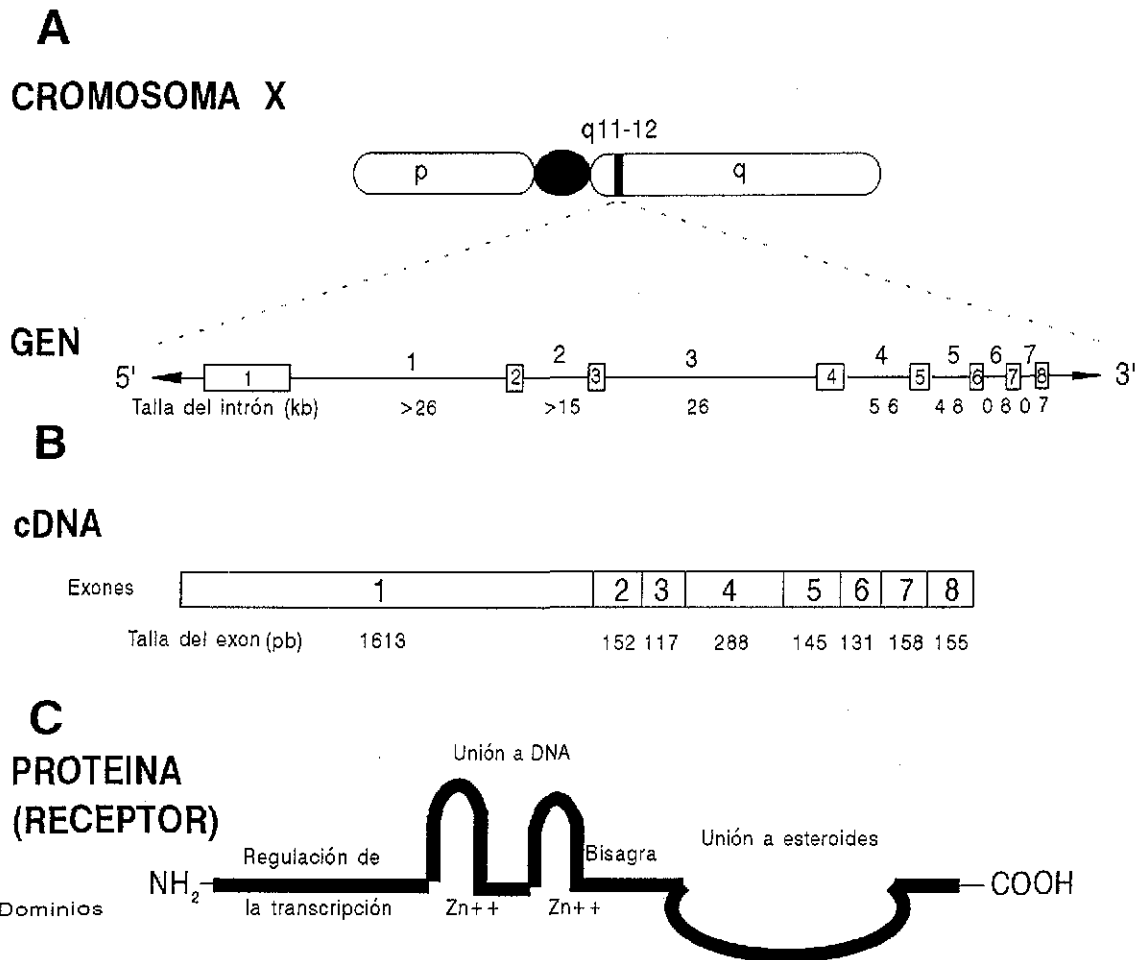 A
CROMOSOMA X
q11-12
p q
GEN
1 2 3 4 5 6 7
5' 1 2 3 4 5 6 7 8 3'
Talla del intrón (kb) >26 >15 26 5 6 4 8 0 8 0 7
B
cDNA
Exones 1 2 3 4 5 6 7 8
Talla del exon (pb) 1613 152 117 288 145 131 158 155
C
PROTEINA
(RECEPTOR)
Unión a DNA
Unión a esteroides
Regulación de Bisagra
NH2 COOH
Dominios la transcripción Zn++ Zn++